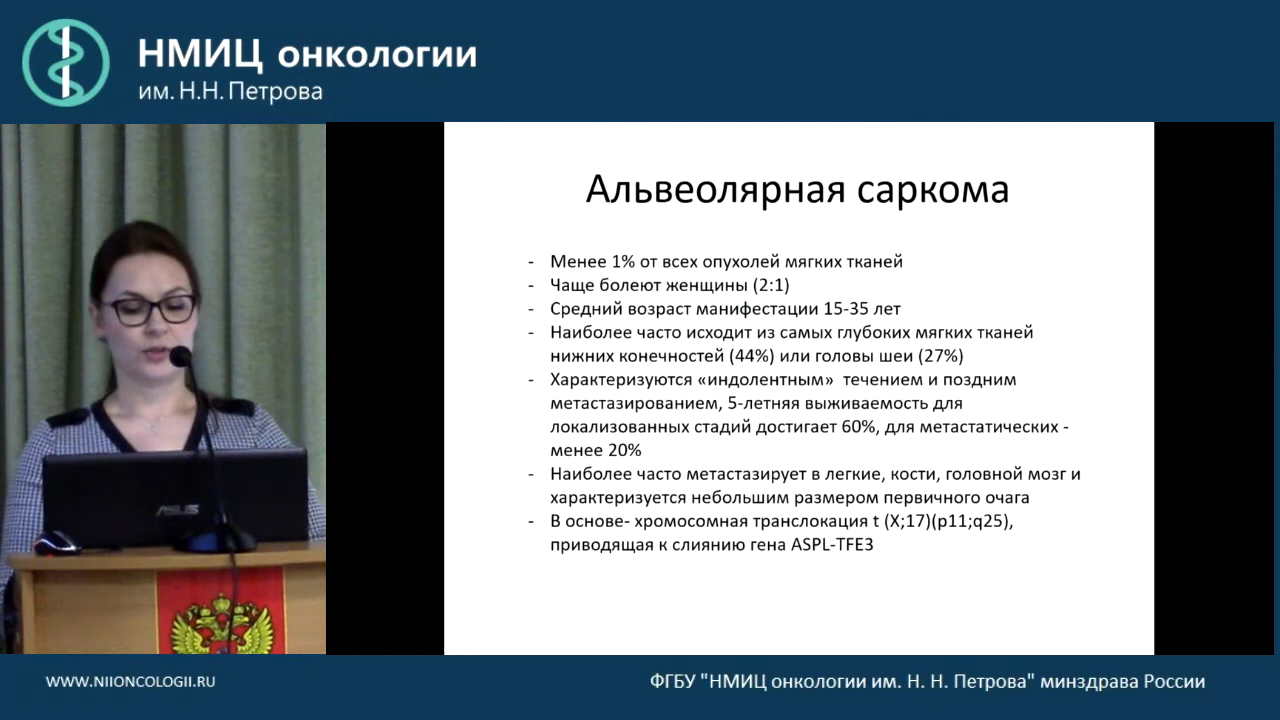 НМИЦ онкологии
им. Н.Н. Петрова
Альвеолярная саркома
- Менее 1% от всех опухолей мягких тканей
- Чаще болеют женщины (2:1)
- Средний возраст манифестации 15-35 лет
- Наиболее часто исходит из самых глубоких мягких тканей
нижних конечностей (44%) или головы шеи (27%)
- Характеризуются «индолентным» течением и поздним
метастазированием, 5-летняя выживаемость для
локализованных стадий достигает 60%, для метастатических -
менее 20%
- Наиболее часто метастазирует в легкие, кости, головной мозг и
характеризуется небольшим размером первичного очага
- В основе- хромосомная транслокация t (X;17)(p11;q25),
приводящая к слиянию гена ASPL-TFE3
ASUS
WWW.NIIONCOLOGII.RU
ФГБУ "НМИЦ онкологии им. Н. Н. Петрова" минздрава России